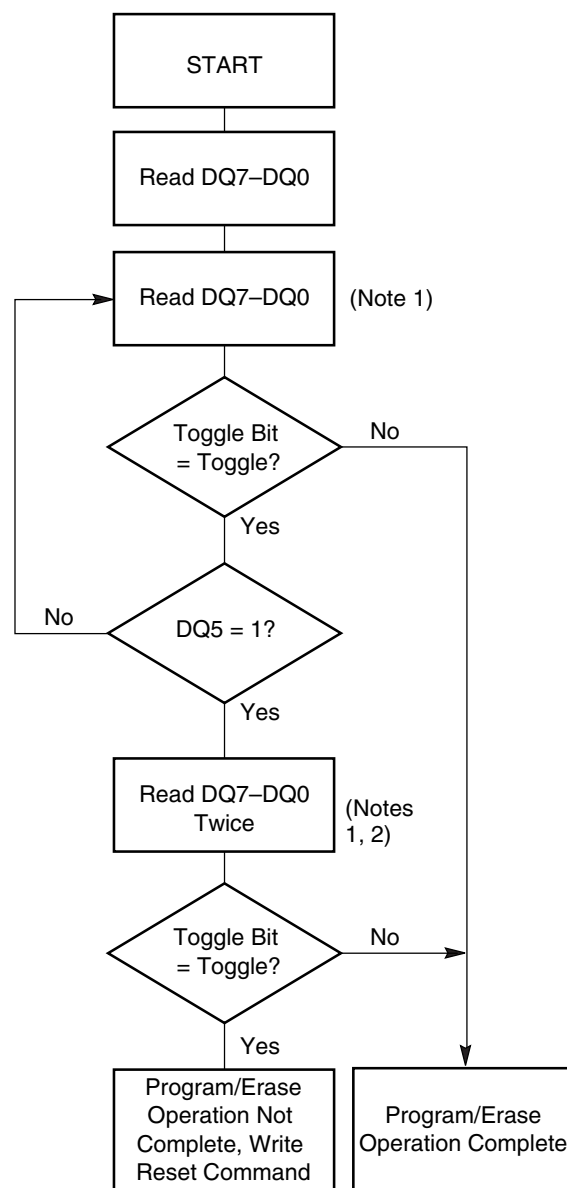 START
Read DQ7–DQ0
Read DQ7–DQ0
(Note 1)
Toggle Bit
= Toggle?
No
Yes
No
DQ5 = 1?
Yes
Read DQ7–DQ0
Twice
(Notes
1, 2)
Toggle Bit
= Toggle?
No
Yes
Program/Erase
Operation Not
Complete, Write
Reset Command
Program/Erase
Operation Complete